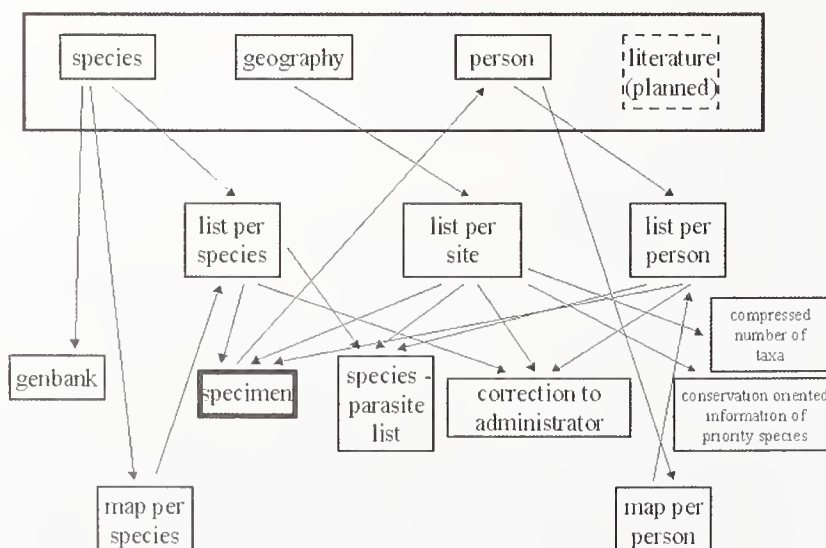 species
geography
person
literature
(planned)
list per
species
list per
site
list per
person
compressed
number of
taxa
genbank
specimen
species -
parasite
list
correction to
administrator
conservation oriented
information of
priority species
map per
species
map per
person